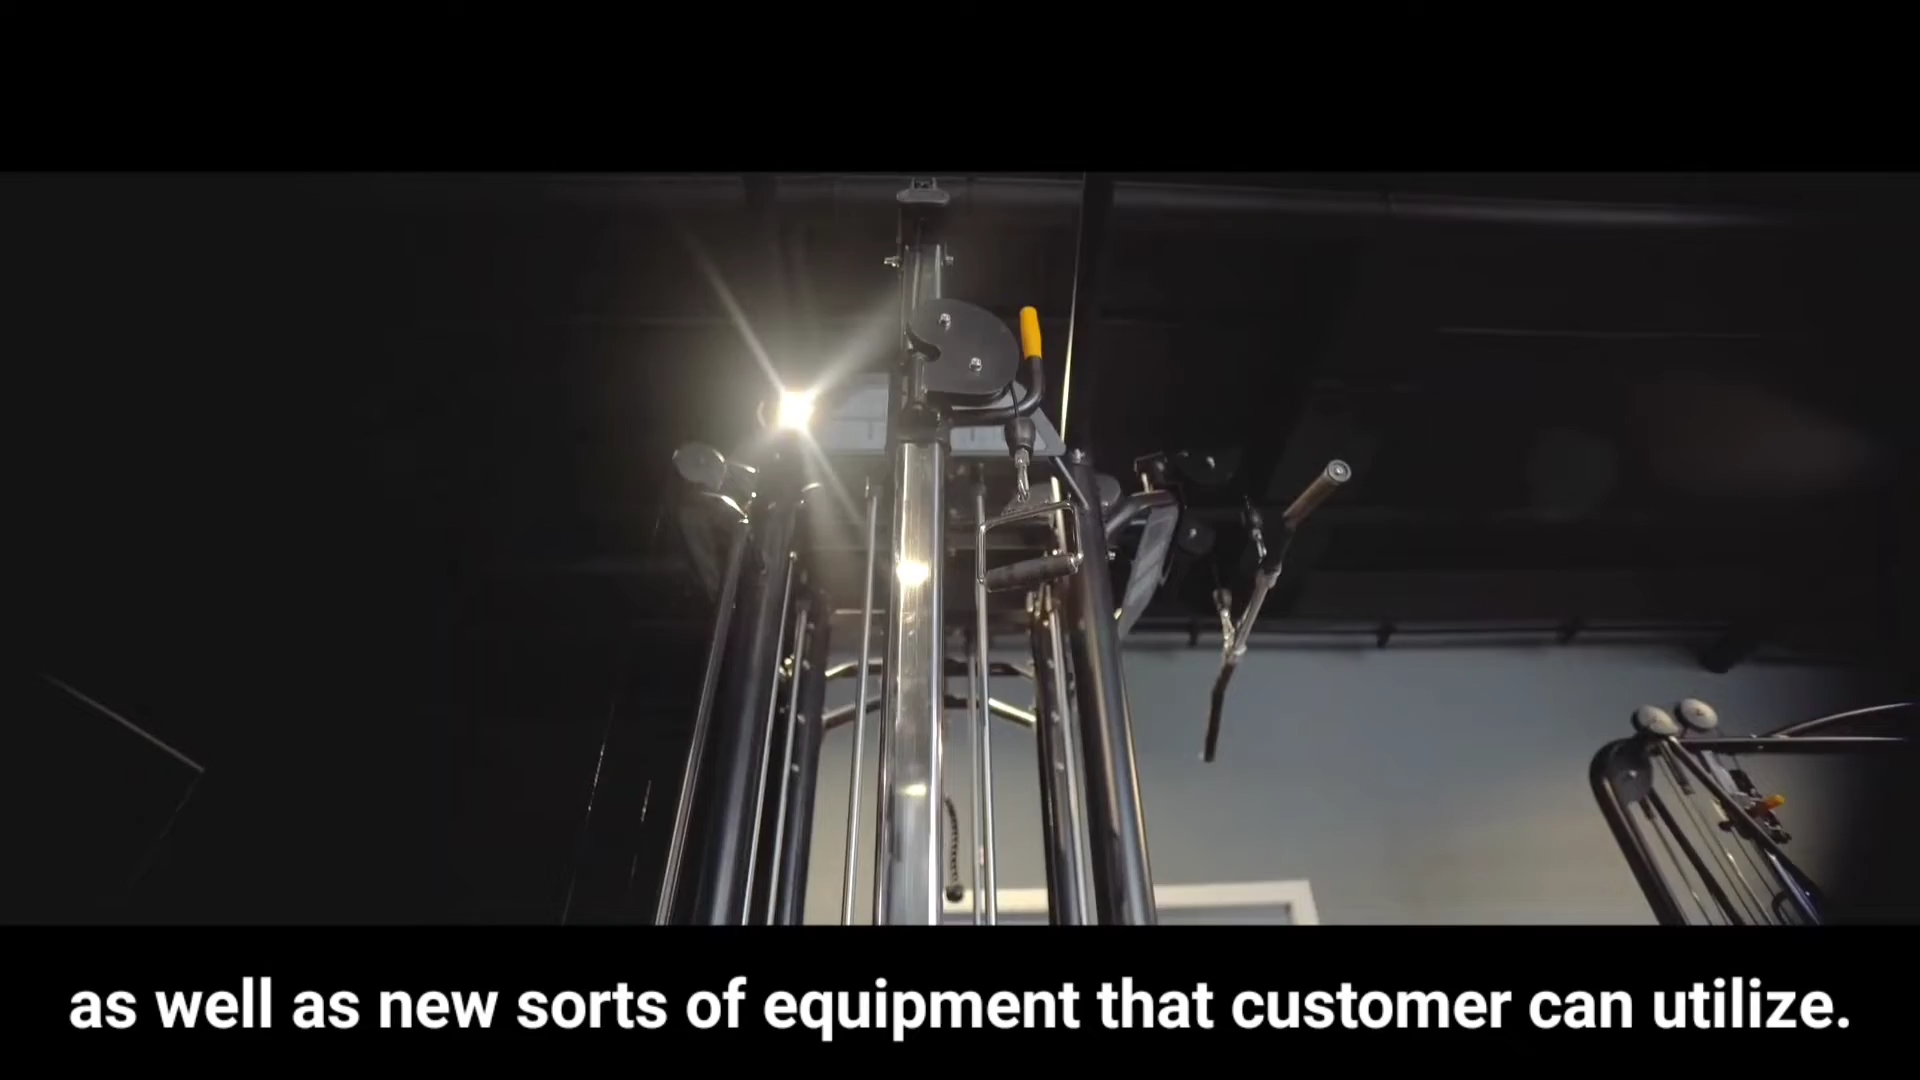 as well as new sorts of equipment that customer can utilize.